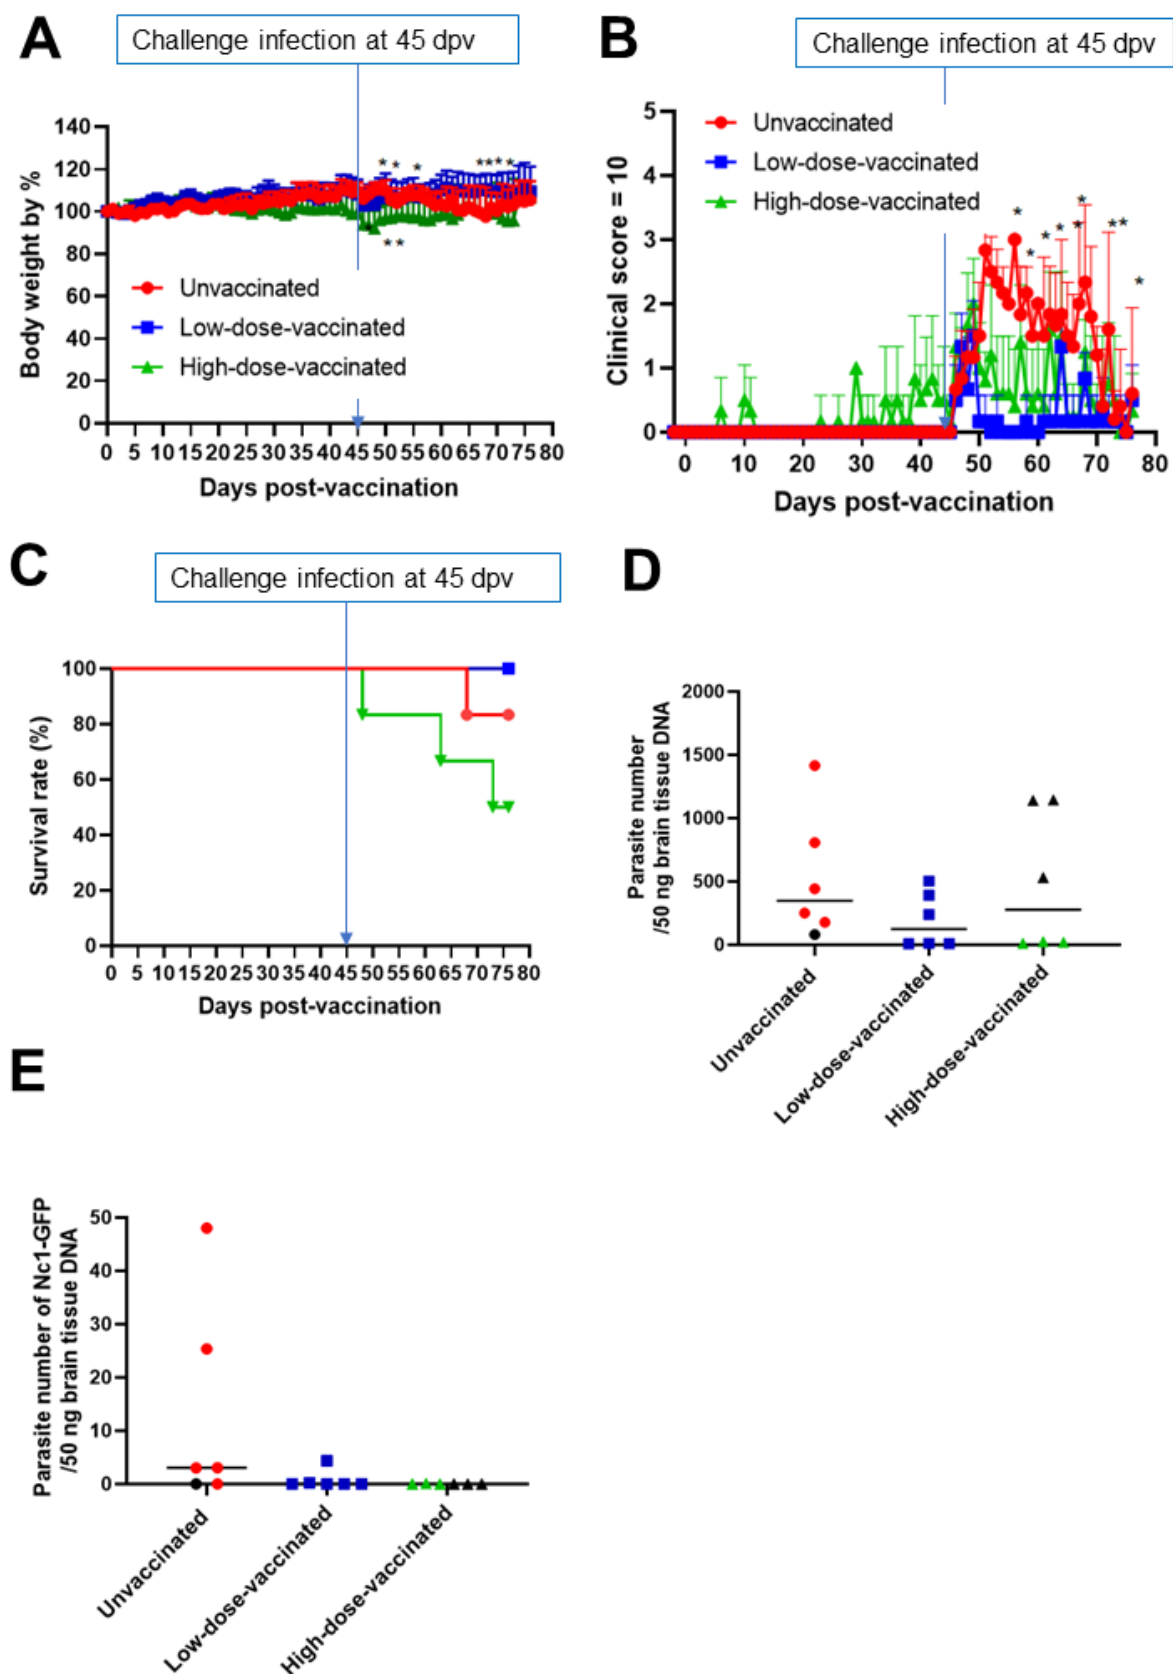 A
Challenge infection at 45 dpv
140
120
100
80
60
40
20
0
Body weight by %
* * * **** *
* **
Unvaccinated
Low-dose-vaccinated
High-dose-vaccinated
0 5 10 15 20 25 30 35 40 45 50 55 60 65 70 75 80
Days post-vaccination
B
Challenge infection at 45 dpv
5
4
3
2
1
0
Clinical score = 10
Unvaccinated
Low-dose-vaccinated
High-dose-vaccinated
* * * * * * ** *
0 10 20 30 40 50 60 70 80
Days post-vaccination
C
Challenge infection at 45 dpv
100
80
60
40
20
0
Survival rate (%)
0 5 10 15 20 25 30 35 40 45 50 55 60 65 70 75 80
Days post-vaccination
D
2000
1500
1000
500
0
Parasite number
/50 ng brain tissue DNA
Unvaccinated
Low-dose-vaccinated
High-dose-vaccinated
E
50
40
30
20
10
0
Parasite number of Nc1-GFP
/50 ng brain tissue DNA
Unvaccinated
Low-dose-vaccinated
High-dose-vaccinated